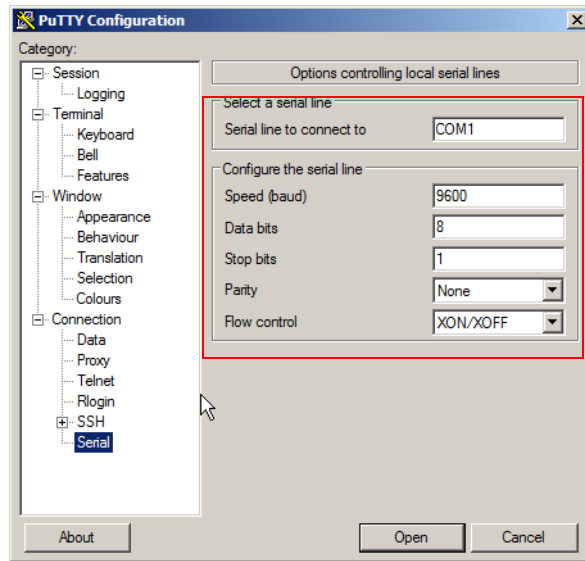 PuTTY Configuration
Category:
Session
Logging
Terminal
Keyboard
Bell
Features
Window
Appearance
Behaviour
Translation
Selection
Colours
Connection
Data
Proxy
Telnet
Rlogin
SSH
Serial
Options controlling local serial lines
Select a serial line
Serial line to connect to COM1
Configure the serial line
Speed (baud) 9600
Data bits 8
Stop bits 1
Parity None
Flow control XON/XOFF
About Open Cancel